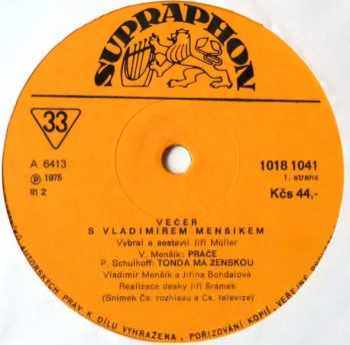 SUPRAPHON
33
A 6413
℗ 1975
III 2
1018 1041
1. strana
Kčs 44,-
VEČER
S VLADIMÍREM MENŠÍKEM
Vybral a sestavil Jiří Müller
V. Menšík: PRÁCE
P. Schulhoff: TONDA MÁ ŽENSKOU
Vladimír Menšík a Jiřina Bohdalová
Realizace desky Jiří Šrámek
(Snímek Čs. rozhlasu a Čs. televize)
AUTORSKÝCH PRÁV K DÍLU VYHRAŽENA, POŘIZOVÁNÍ KOPIÍ, VEŘEJNÉ